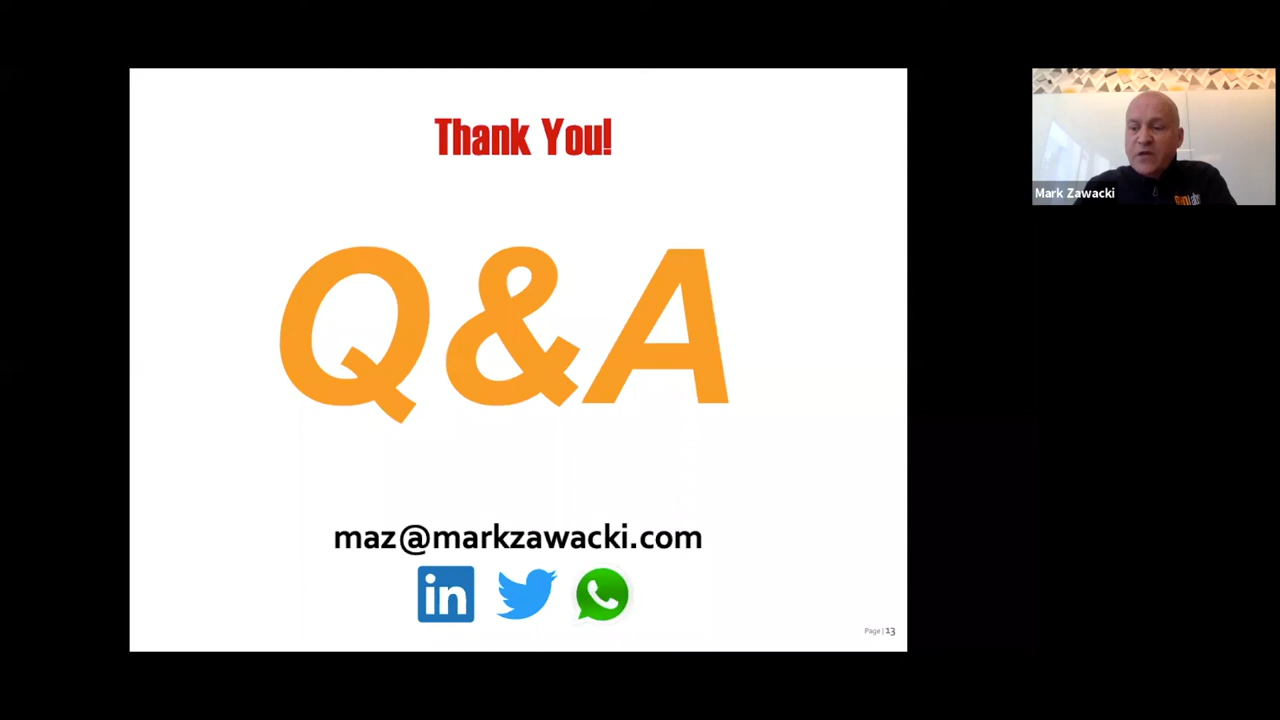 Thank You!
Q&A
maz@markzawacki.com
in
Page | 13
Mark Zawacki